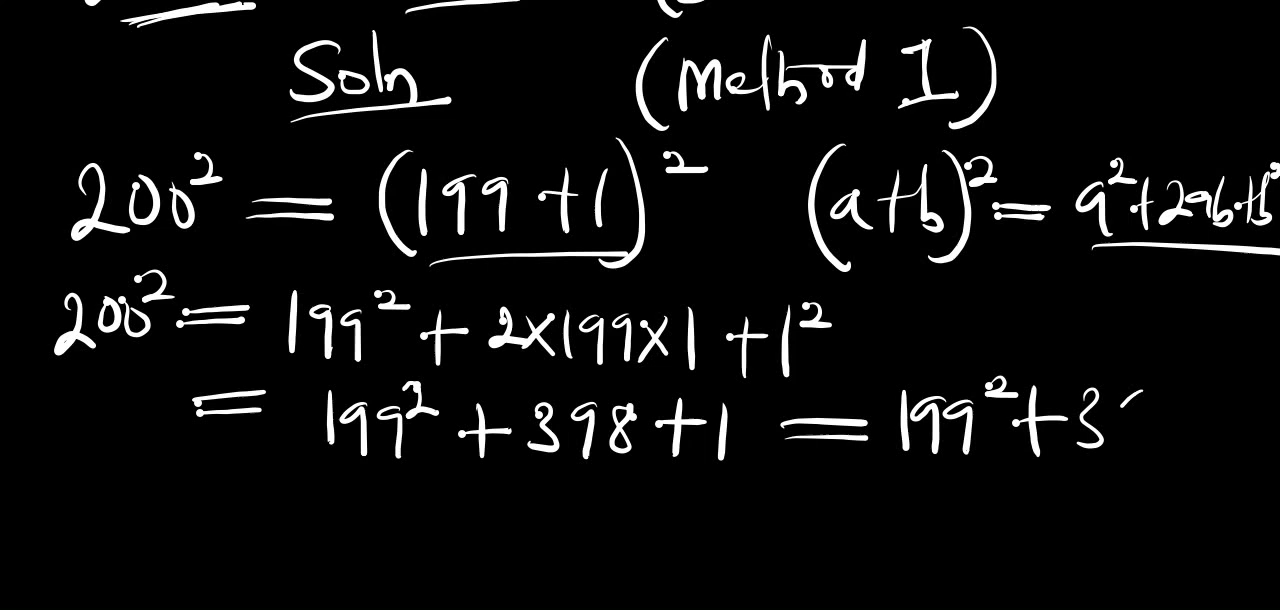 Soln (Method I)
200² = (199 + 1)² (a+b)² = a²+2ab+b²
200² = 199² + 2×199×1 + 1²
= 199² + 398 + 1 = 199² + 3